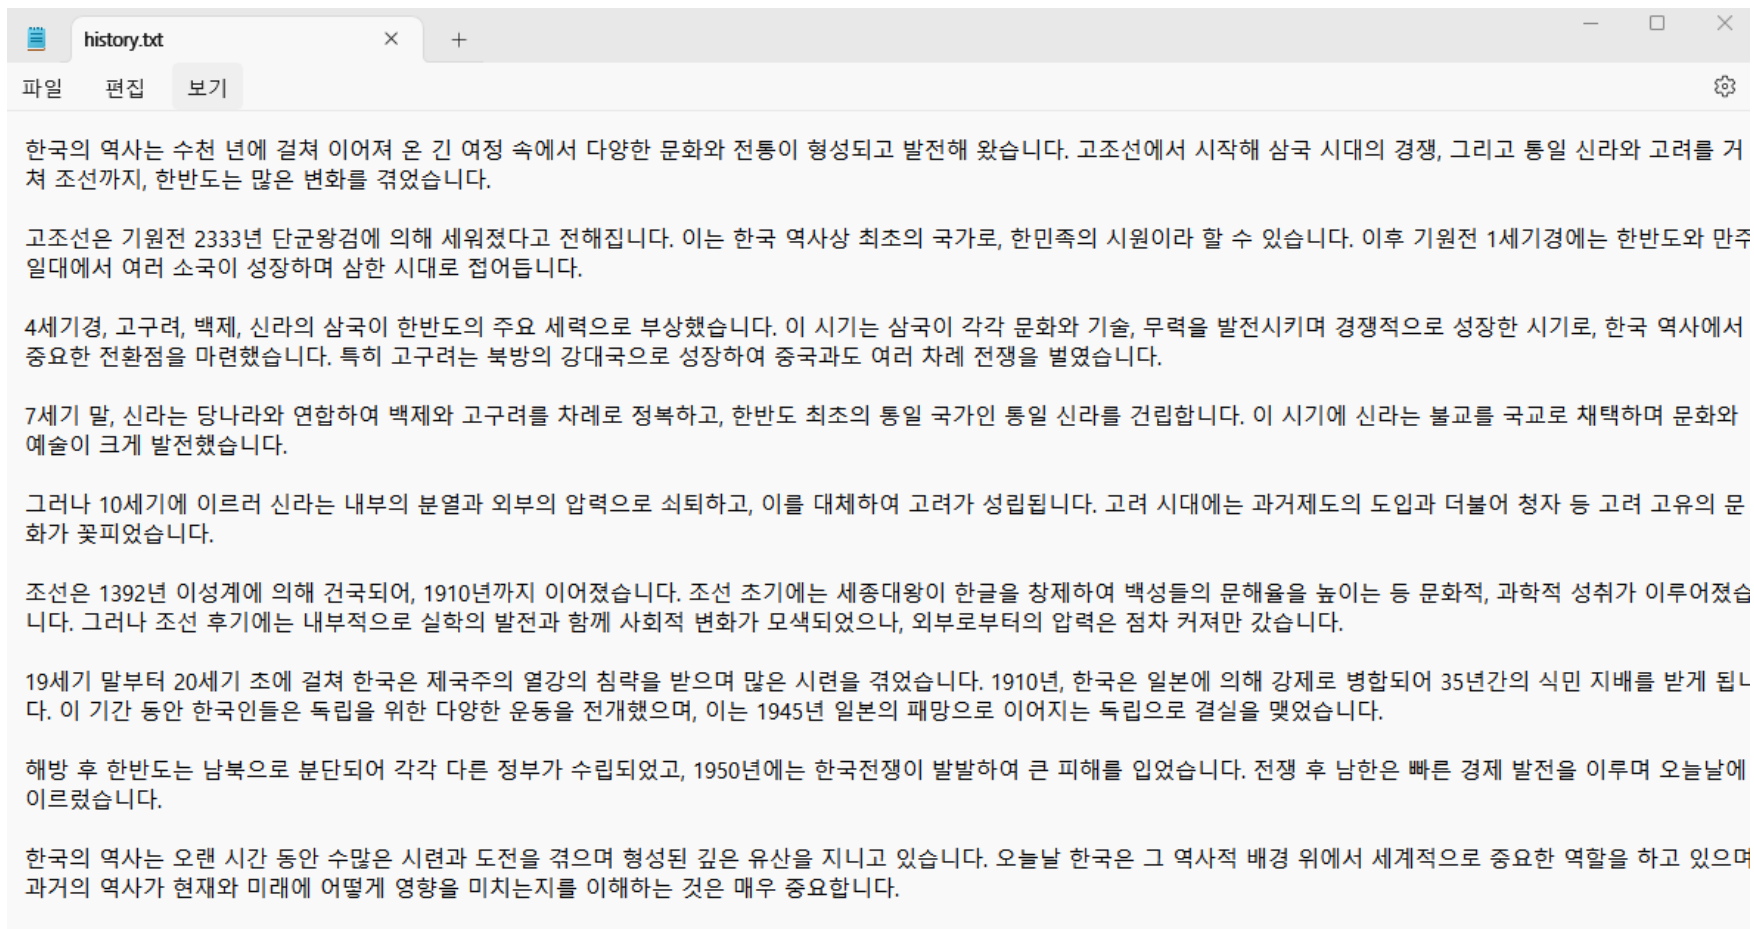 history.txt
파일 편집 보기
한국의 역사는 수천 년에 걸쳐 이어져 온 긴 여정 속에서 다양한 문화와 전통이 형성되고 발전해 왔습니다. 고조선에서 시작해 삼국 시대의 경쟁, 그리고 통일 신라와 고려를 거
쳐 조선까지, 한반도는 많은 변화를 겪었습니다.
고조선은 기원전 2333년 단군왕검에 의해 세워졌다고 전해집니다. 이는 한국 역사상 최초의 국가로, 한민족의 시원이라 할 수 있습니다. 이후 기원전 1세기경에는 한반도와 만주
일대에서 여러 소국이 성장하며 삼한 시대로 접어듭니다.
4세기경, 고구려, 백제, 신라의 삼국이 한반도의 주요 세력으로 부상했습니다. 이 시기는 삼국이 각각 문화와 기술, 무력을 발전시키며 경쟁적으로 성장한 시기로, 한국 역사에서
중요한 전환점을 마련했습니다. 특히 고구려는 북방의 강대국으로 성장하여 중국과도 여러 차례 전쟁을 벌였습니다.
7세기 말, 신라는 당나라와 연합하여 백제와 고구려를 차례로 정복하고, 한반도 최초의 통일 국가인 통일 신라를 건립합니다. 이 시기에 신라는 불교를 국교로 채택하며 문화와
예술이 크게 발전했습니다.
그러나 10세기에 이르러 신라는 내부의 분열과 외부의 압력으로 쇠퇴하고, 이를 대체하여 고려가 성립됩니다. 고려 시대에는 과거제도의 도입과 더불어 청자 등 고려 고유의 문
화가 꽃피었습니다.
조선은 1392년 이성계에 의해 건국되어, 1910년까지 이어졌습니다. 조선 초기에는 세종대왕이 한글을 창제하여 백성들의 문해율을 높이는 등 문화적, 과학적 성취가 이루어졌습
니다. 그러나 조선 후기에는 내부적으로 실학의 발전과 함께 사회적 변화가 모색되었으나, 외부로부터의 압력은 점차 커져만 갔습니다.
19세기 말부터 20세기 초에 걸쳐 한국은 제국주의 열강의 침략을 받으며 많은 시련을 겪었습니다. 1910년, 한국은 일본에 의해 강제로 병합되어 35년간의 식민 지배를 받게 됩니
다. 이 기간 동안 한국인들은 독립을 위한 다양한 운동을 전개했으며, 이는 1945년 일본의 패망으로 이어지는 독립으로 결실을 맺었습니다.
해방 후 한반도는 남북으로 분단되어 각각 다른 정부가 수립되었고, 1950년에는 한국전쟁이 발발하여 큰 피해를 입었습니다. 전쟁 후 남한은 빠른 경제 발전을 이루며 오늘날에
이르렀습니다.
한국의 역사는 오랜 시간 동안 수많은 시련과 도전을 겪으며 형성된 깊은 유산을 지니고 있습니다. 오늘날 한국은 그 역사적 배경 위에서 세계적으로 중요한 역할을 하고 있으며
과거의 역사가 현재와 미래에 어떻게 영향을 미치는지를 이해하는 것은 매우 중요합니다.